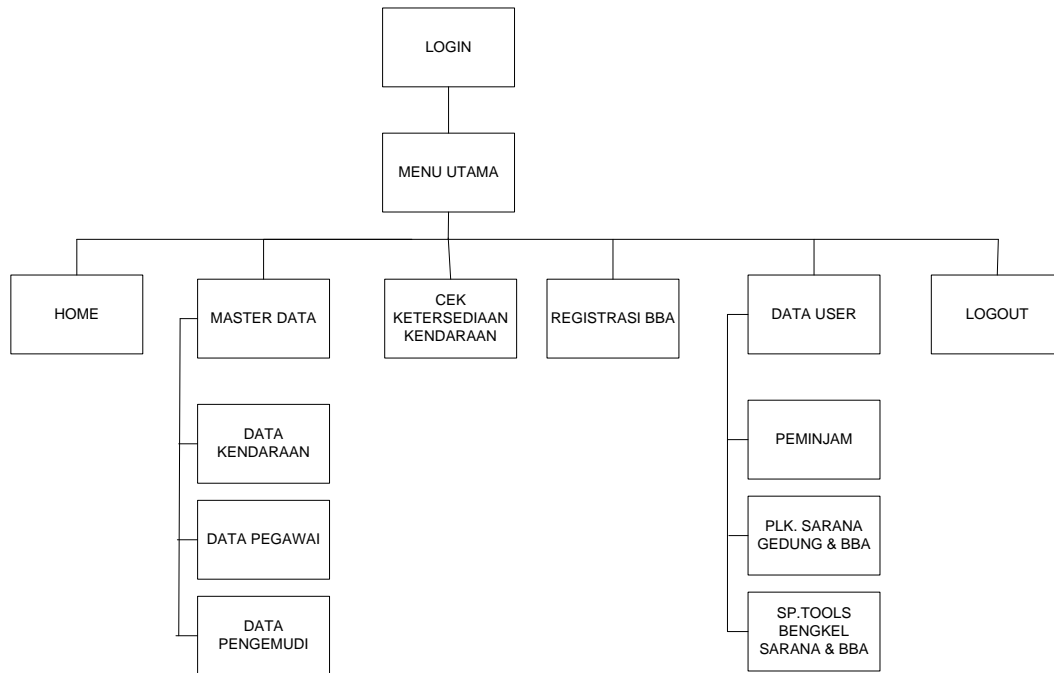 LOGIN
MENU UTAMA
HOME
MASTER DATA
CEK
KETERSEDIAAN
KENDARAAN
REGISTRASI BBA
DATA USER
LOGOUT
DATA
KENDARAAN
DATA PEGAWAI
DATA
PENGEMUDI
PEMINJAM
PLK. SARANA
GEDUNG & BBA
SP.TOOLS
BENGKEL
SARANA & BBA